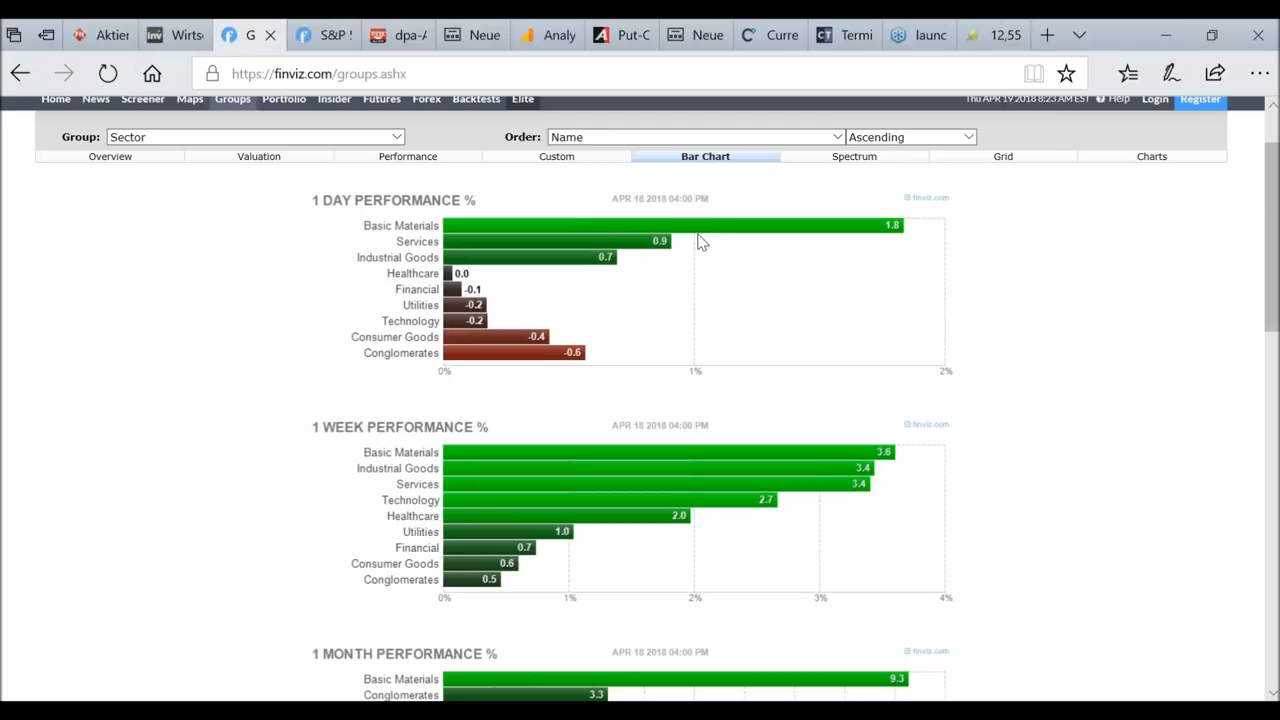 Aktier
Wirts
G
S&P 5
dpa-A
Neue
Analy
Put-C
Neue
Curre
Termi
launc
12,55
https://finviz.com/groups.ashx
Home News Screener Maps Groups Portfolio Insider Futures Forex Backtests Elite
Thu APR 19 2018 8:23 AM EST Help Login Register
Group: Sector Order: Name Ascending
Overview Valuation Performance Custom Bar Chart Spectrum Grid Charts
1 DAY PERFORMANCE % APR 18 2018 04:00 PM © finviz.com
Basic Materials 1.8
Services 0.9
Industrial Goods 0.7
Healthcare 0.0
Financial -0.1
Utilities -0.2
Technology -0.2
Consumer Goods -0.4
Conglomerates -0.6
0% 1% 2%
1 WEEK PERFORMANCE % APR 18 2018 04:00 PM © finviz.com
Basic Materials 3.6
Industrial Goods 3.4
Services 3.4
Technology 2.7
Healthcare 2.0
Utilities 1.0
Financial 0.7
Consumer Goods 0.6
Conglomerates 0.5
0% 1% 2% 3% 4%
1 MONTH PERFORMANCE % APR 18 2018 04:00 PM © finviz.com
Basic Materials 9.3
Conglomerates 3.3